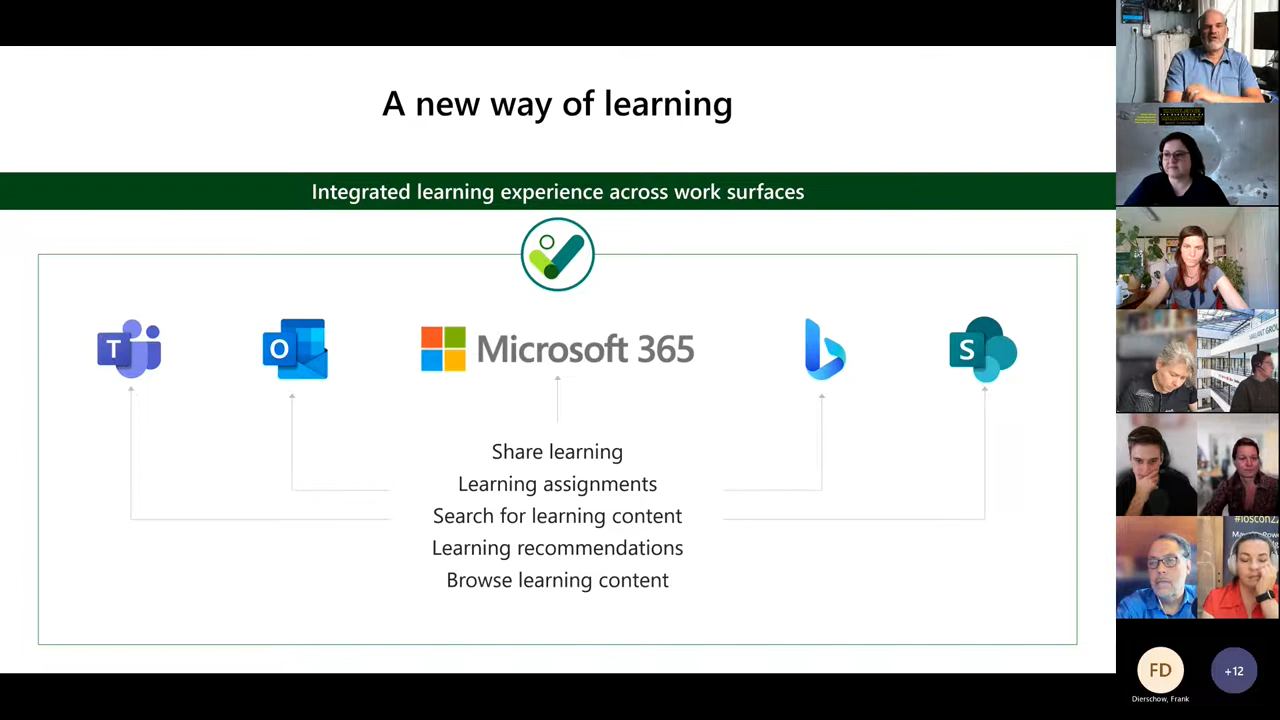 A new way of learning
Integrated learning experience across work surfaces
T
O
Microsoft 365
S
Share learning
Learning assignments
Search for learning content
Learning recommendations
Browse learning content
FD
+12
Dierschow, Frank